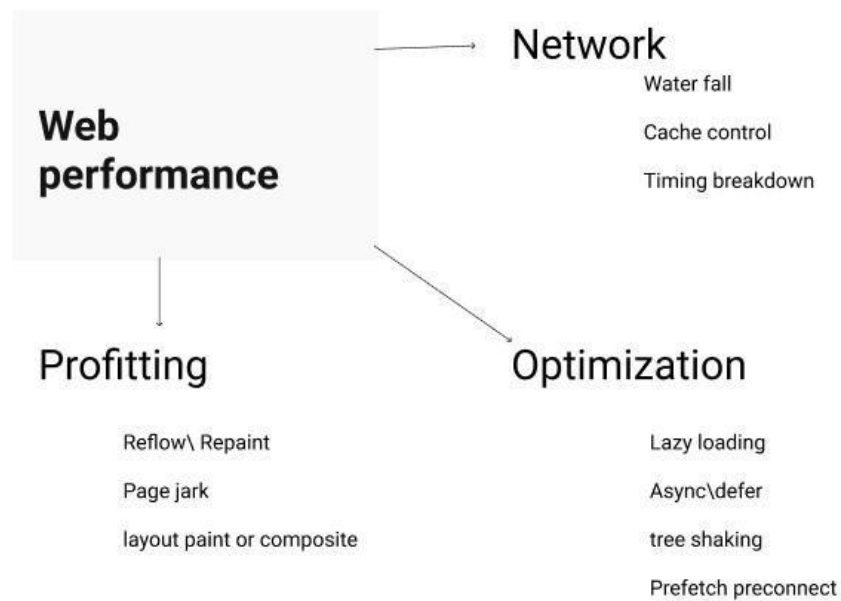 Web
performance
Network
Water fall
Cache control
Timing breakdown
Profitting
Reflow\ Repaint
Page jark
layout paint or composite
Optimization
Lazy loading
Async\defer
tree shaking
Prefetch preconnect